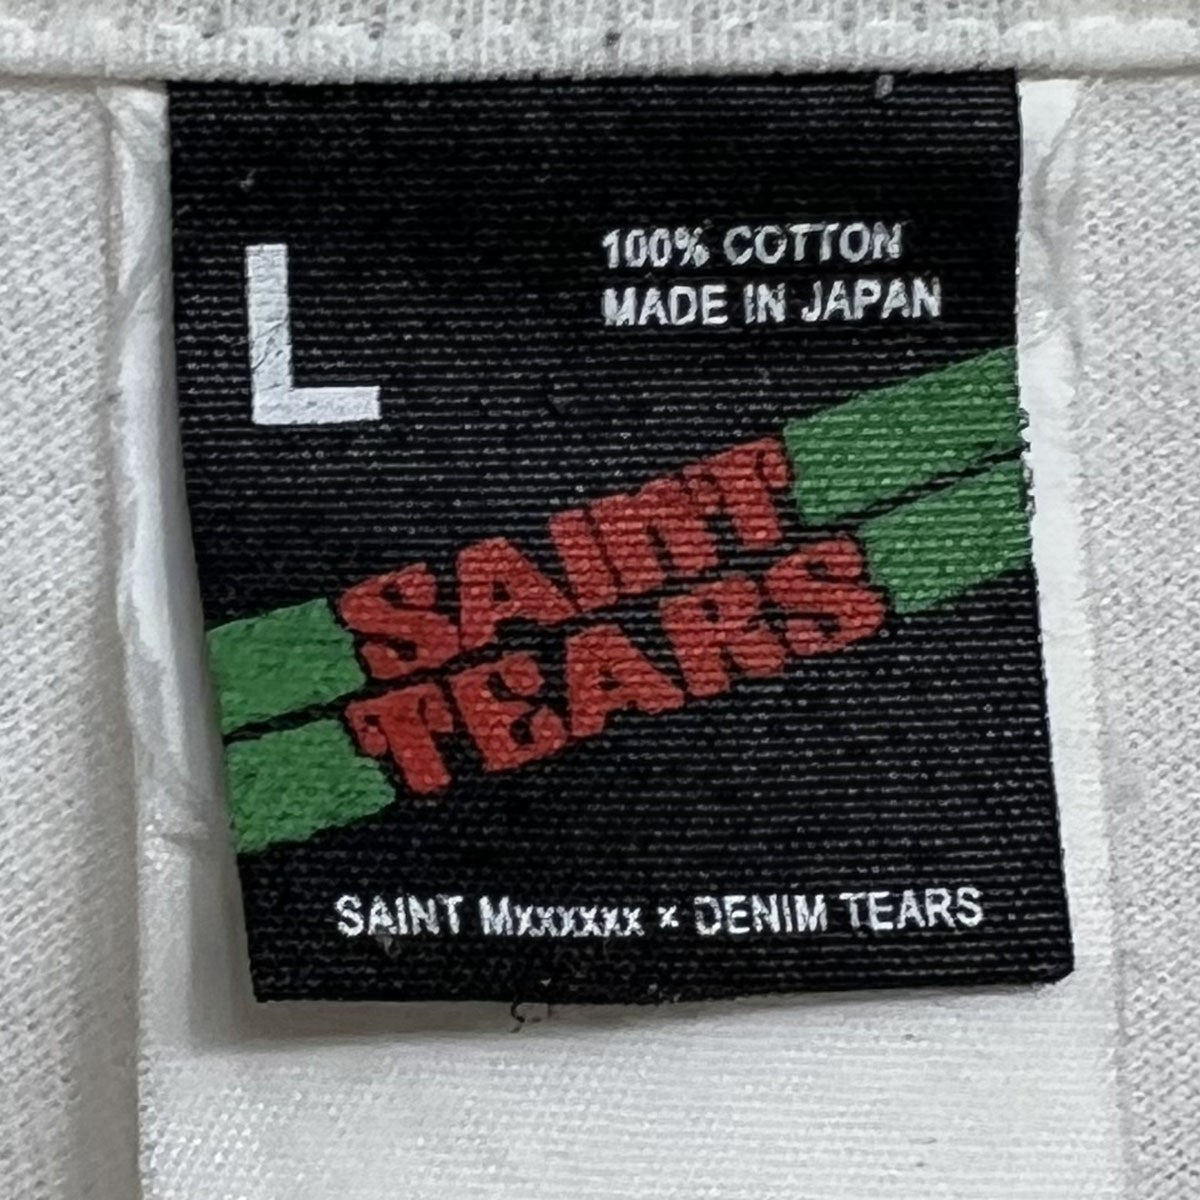 L
100% COTTON
MADE IN JAPAN
SAINT
TEARS
SAINT Mxxxxxx × DENIM TEARS